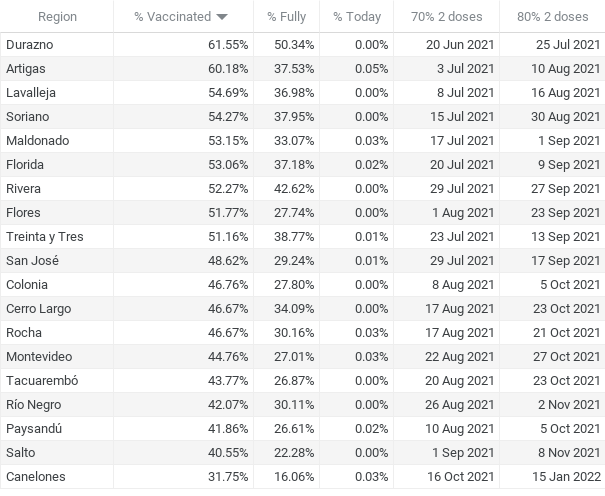 Region % Vaccinated % Fully % Today 70% 2 doses 80% 2 doses
Durazno 61.55% 50.34% 0.00% 20 Jun 2021 25 Jul 2021
Artigas 60.18% 37.53% 0.05% 3 Jul 2021 10 Aug 2021
Lavalleja 54.69% 36.98% 0.00% 8 Jul 2021 16 Aug 2021
Soriano 54.27% 37.95% 0.00% 15 Jul 2021 30 Aug 2021
Maldonado 53.15% 33.07% 0.03% 17 Jul 2021 1 Sep 2021
Florida 53.06% 37.18% 0.02% 20 Jul 2021 9 Sep 2021
Rivera 52.27% 42.62% 0.00% 29 Jul 2021 27 Sep 2021
Flores 51.77% 27.74% 0.00% 1 Aug 2021 23 Sep 2021
Treinta y Tres 51.16% 38.77% 0.01% 23 Jul 2021 13 Sep 2021
San José 48.62% 29.24% 0.01% 29 Jul 2021 17 Sep 2021
Colonia 46.76% 27.80% 0.00% 8 Aug 2021 5 Oct 2021
Cerro Largo 46.67% 34.09% 0.00% 17 Aug 2021 23 Oct 2021
Rocha 46.67% 30.16% 0.03% 17 Aug 2021 21 Oct 2021
Montevideo 44.76% 27.01% 0.03% 22 Aug 2021 27 Oct 2021
Tacuarembó 43.77% 26.87% 0.00% 20 Aug 2021 23 Oct 2021
Río Negro 42.07% 30.11% 0.00% 26 Aug 2021 2 Nov 2021
Paysandú 41.86% 26.61% 0.02% 10 Aug 2021 5 Oct 2021
Salto 40.55% 22.28% 0.00% 1 Sep 2021 8 Nov 2021
Canelones 31.75% 16.06% 0.03% 16 Oct 2021 15 Jan 2022